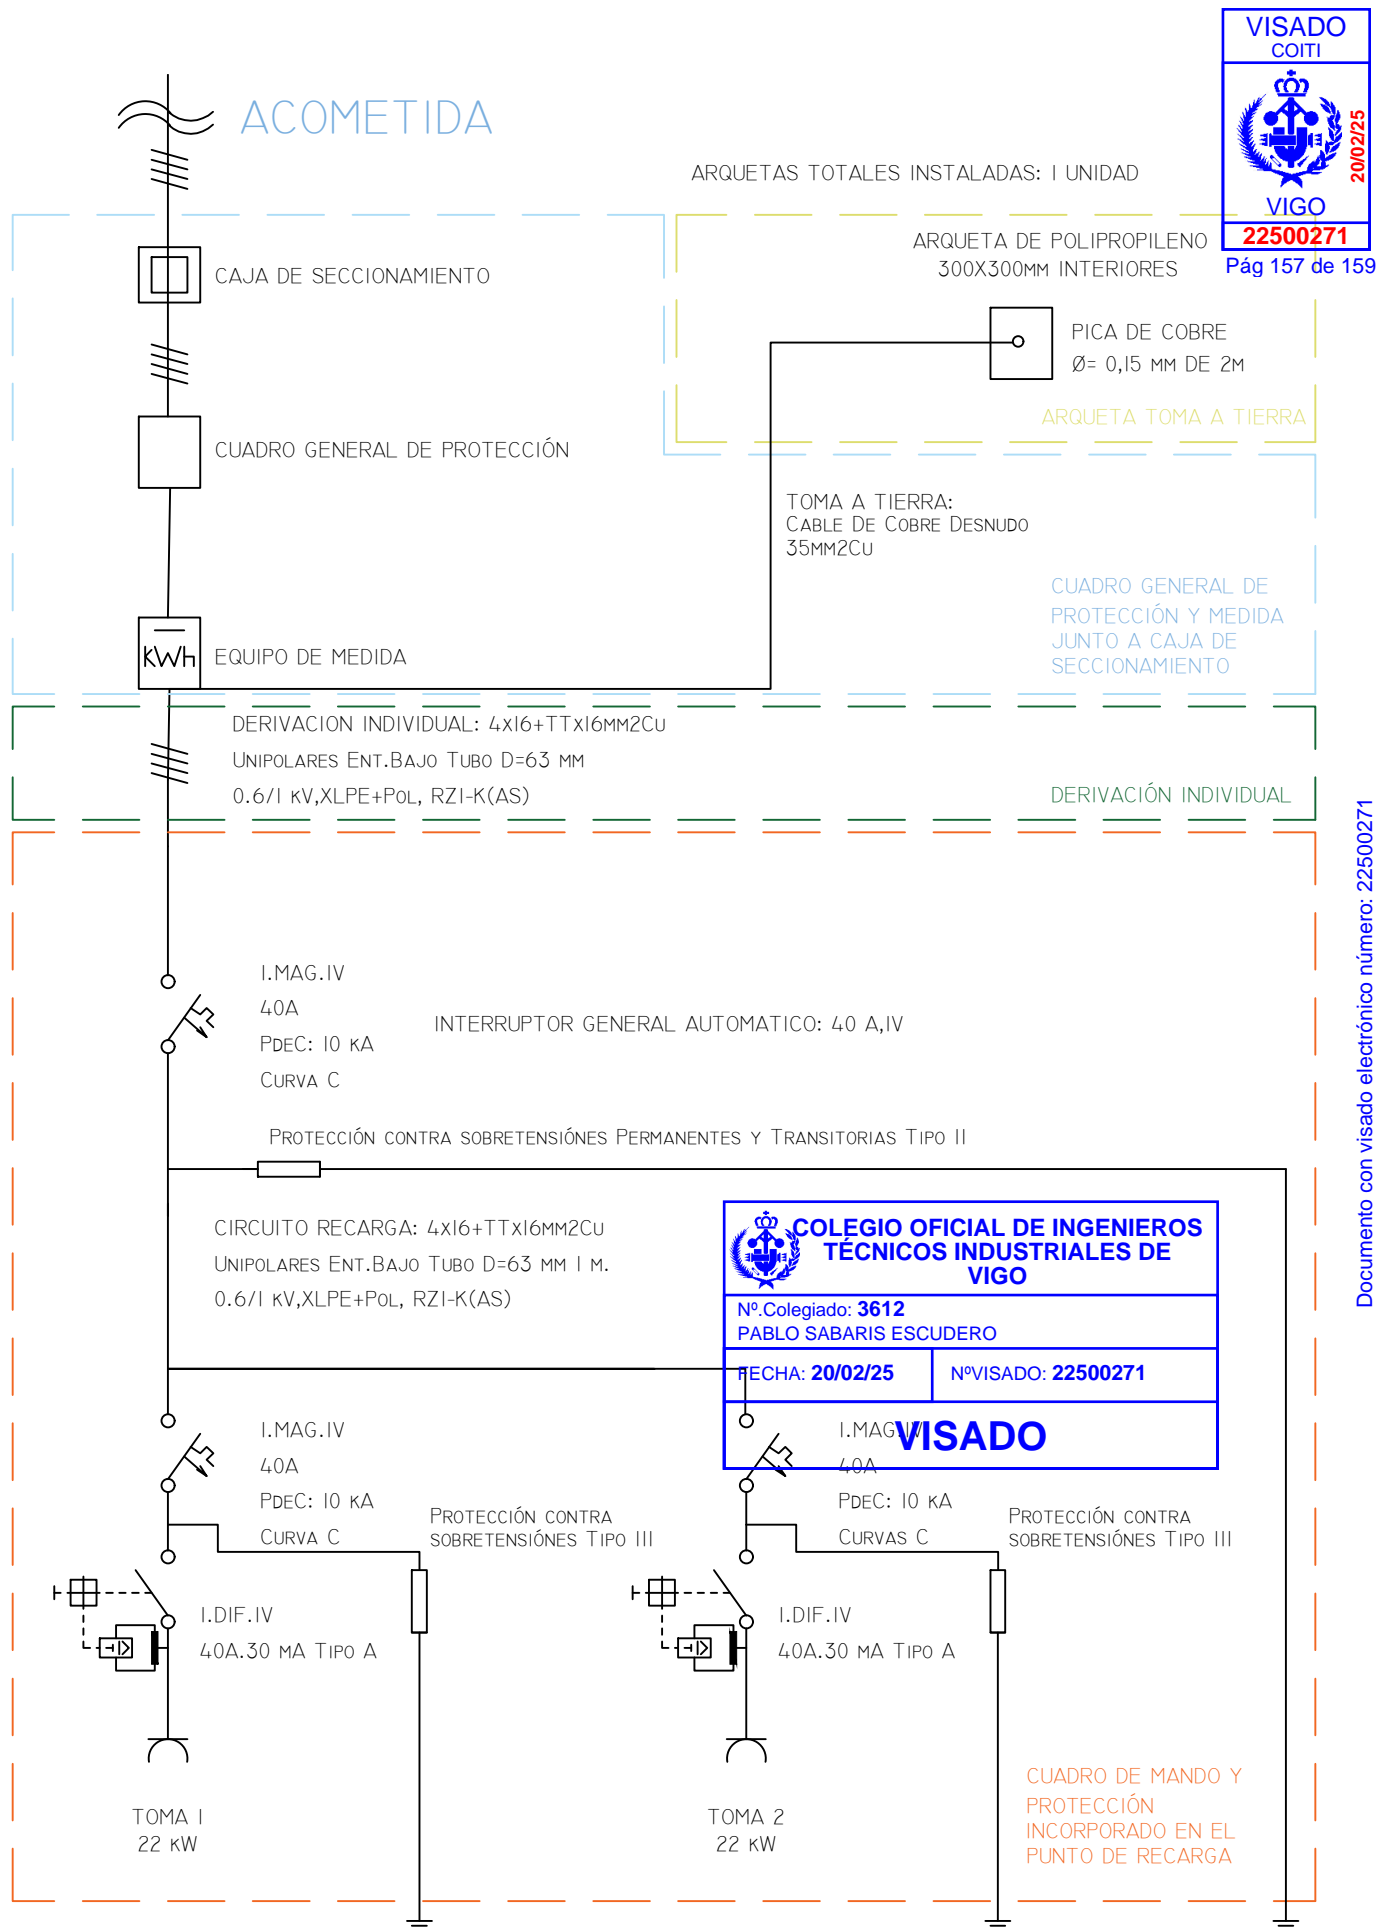 VISADO
COITI
20/02/25
VIGO
22500271
Pág 157 de 159
ACOMETIDA
ARQUETAS TOTALES INSTALADAS: 1 UNIDAD
ARQUETA DE POLIPROPILENO
300X300MM INTERIORES
CAJA DE SECCIONAMIENTO
PICA DE COBRE
Ø= 0,15 MM DE 2M
ARQUETA TOMA A TIERRA
CUADRO GENERAL DE PROTECCIÓN
TOMA A TIERRA:
CABLE DE COBRE DESNUDO
35MM2CU
CUADRO GENERAL DE
PROTECCIÓN Y MEDIDA
JUNTO A CAJA DE
SECCIONAMIENTO
KWh
EQUIPO DE MEDIDA
DERIVACION INDIVIDUAL: 4X16+TTX16MM2CU
UNIPOLARES ENT.BAJO TUBO D=63 MM
0.6/1 KV,XLPE+POL, RZ1-K(AS)
DERIVACIÓN INDIVIDUAL
Documento con visado electrónico número: 22500271
I.MAG.IV
40A
PDEC: 10 KA
CURVA C
INTERRUPTOR GENERAL AUTOMATICO: 40 A,IV
PROTECCIÓN CONTRA SOBRETENSIÓNES PERMANENTES Y TRANSITORIAS TIPO II
CIRCUITO RECARGA: 4X16+TTX16MM2CU
UNIPOLARES ENT.BAJO TUBO D=63 MM 1 M.
0.6/1 KV,XLPE+POL, RZ1-K(AS)
COLEGIO OFICIAL DE INGENIEROS
TÉCNICOS INDUSTRIALES DE
VIGO
Nº.Colegiado: 3612
PABLO SABARIS ESCUDERO
FECHA: 20/02/25
NºVISADO: 22500271
VISADO
I.MAG.IV
40A
PDEC: 10 KA
CURVA C
PROTECCIÓN CONTRA
SOBRETENSIÓNES TIPO III
I.MAG.IV
40A
PDEC: 10 KA
CURVAS C
PROTECCIÓN CONTRA
SOBRETENSIÓNES TIPO III
I.DIF.IV
40A.30 MA TIPO A
I.DIF.IV
40A.30 MA TIPO A
TOMA 1
22 KW
TOMA 2
22 KW
CUADRO DE MANDO Y
PROTECCIÓN
INCORPORADO EN EL
PUNTO DE RECARGA